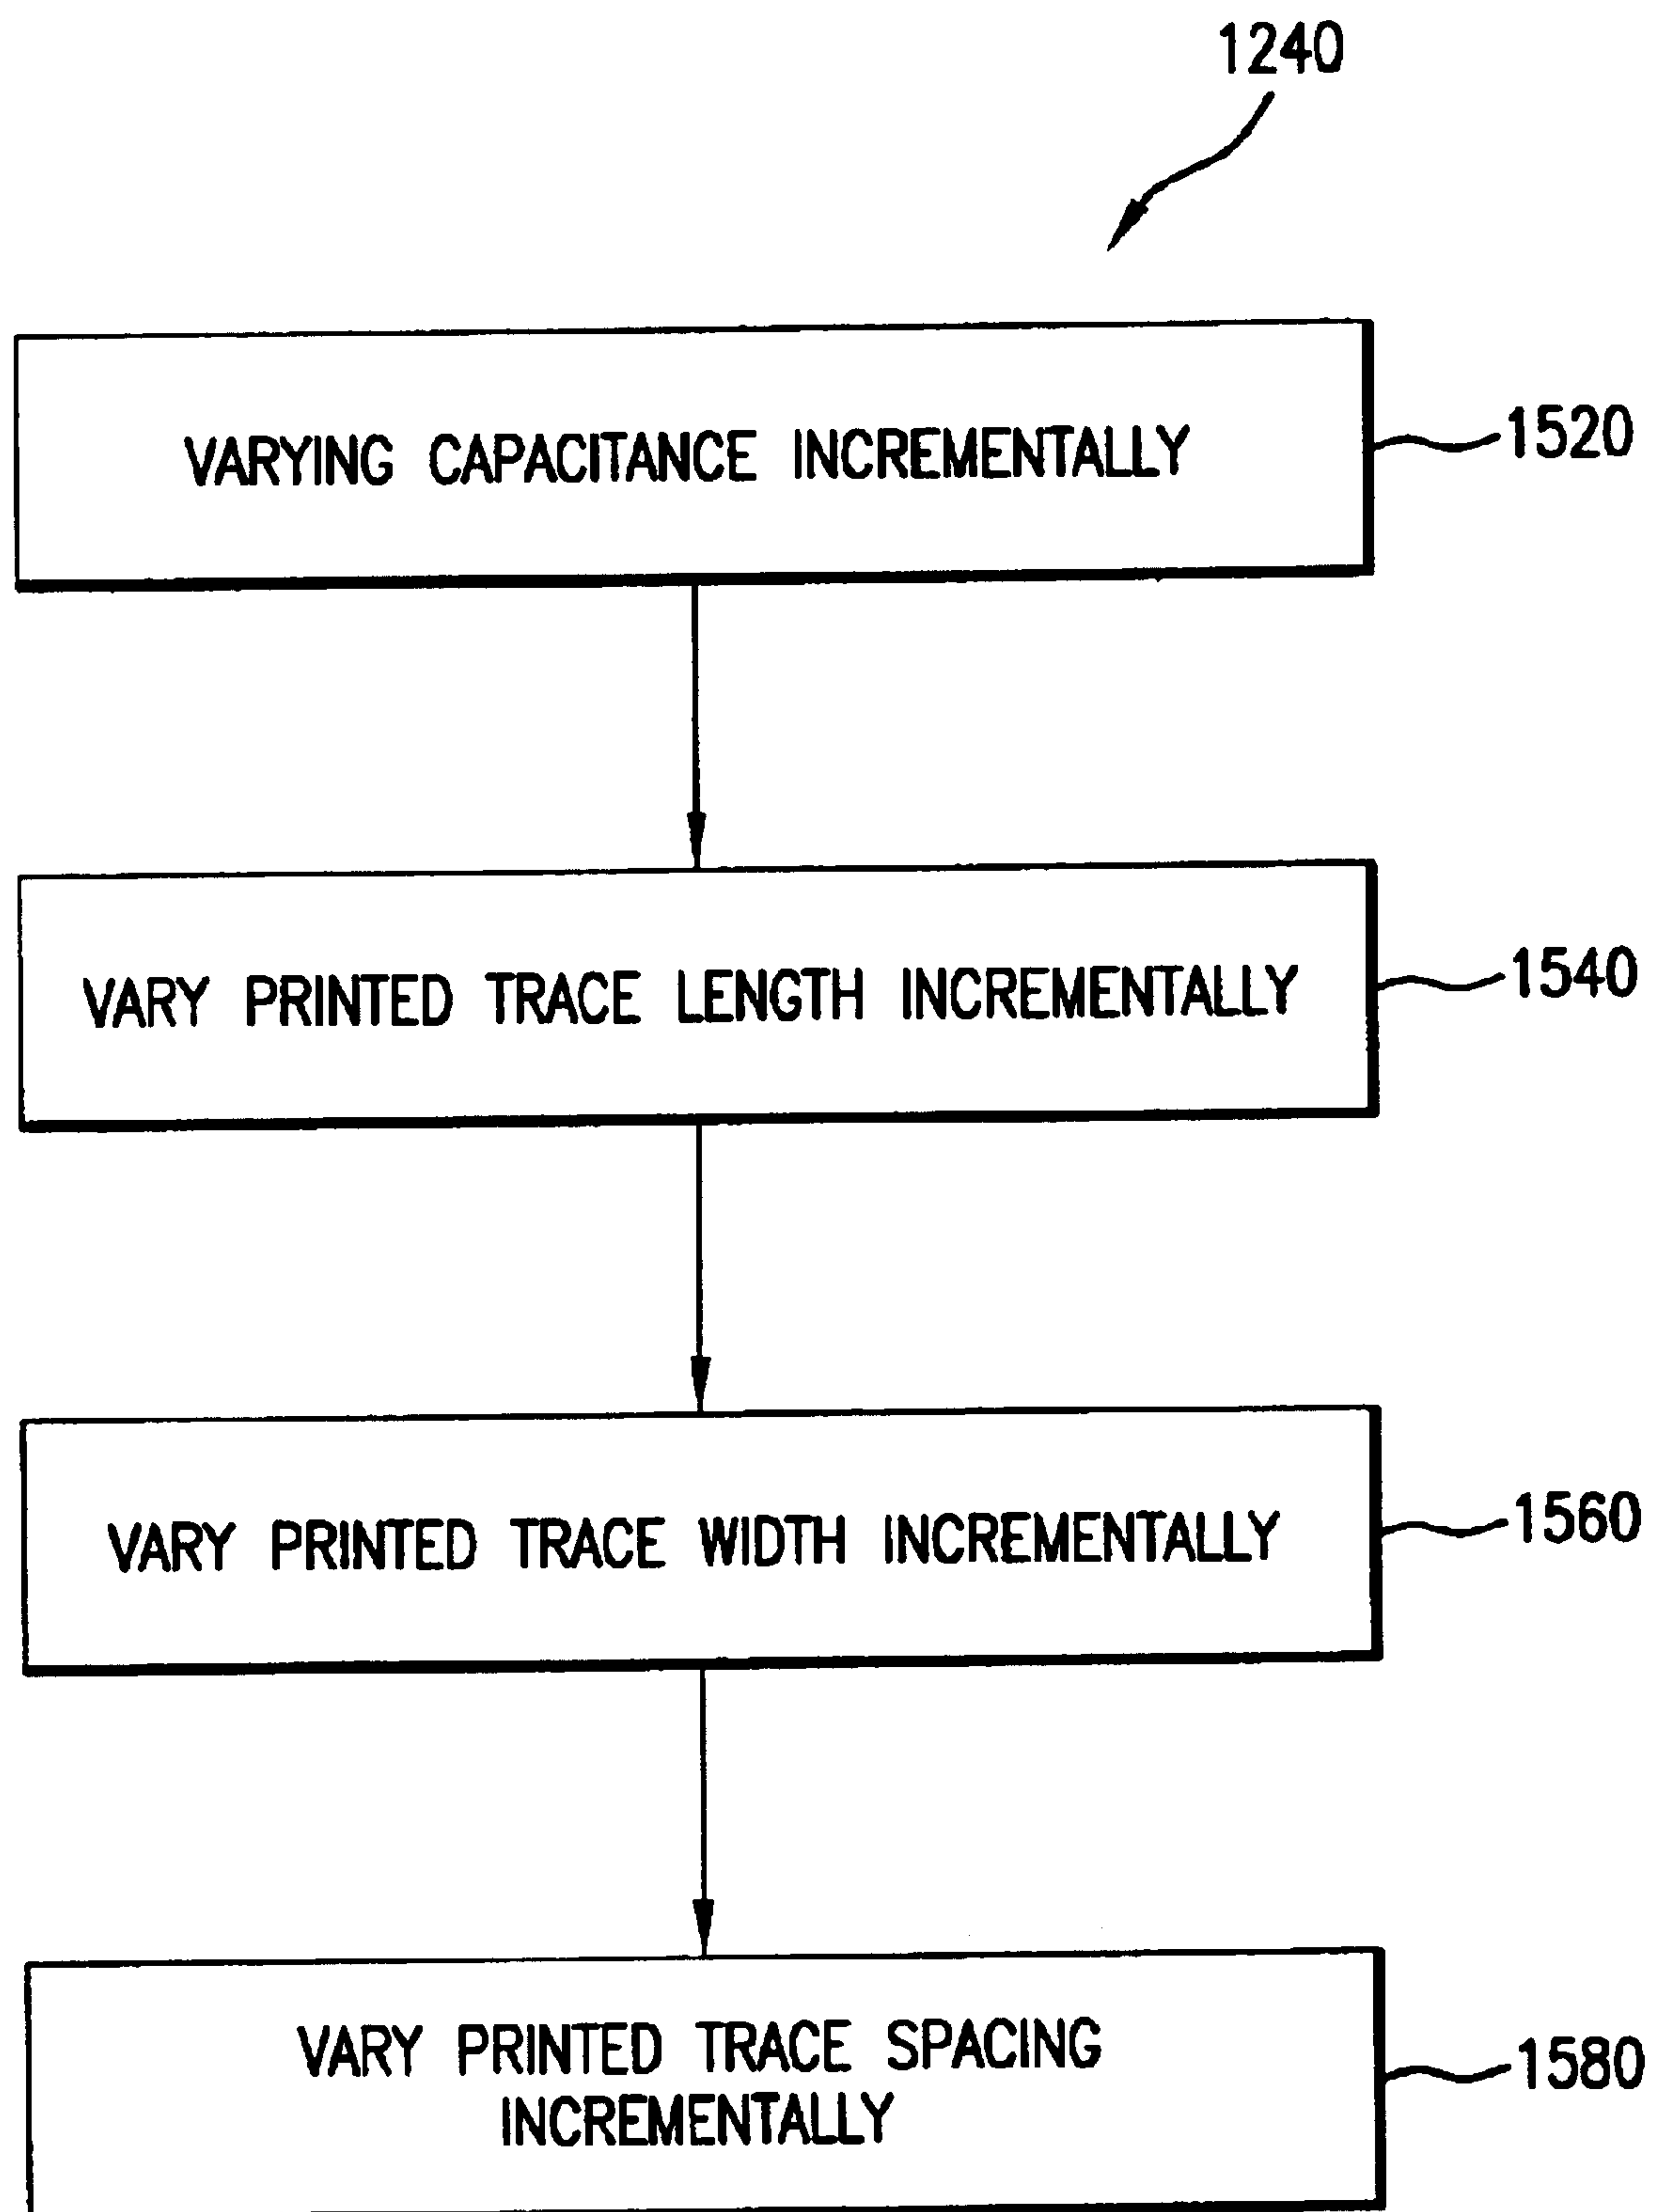 1240
VARYING CAPACITANCE INCREMENTALLY
1520
VARY PRINTED TRACE LENGTH INCREMENTALLY
1540
VARY PRINTED TRACE WIDTH INCREMENTALLY
1560
VARY PRINTED TRACE SPACING
INCREMENTALLY
1580